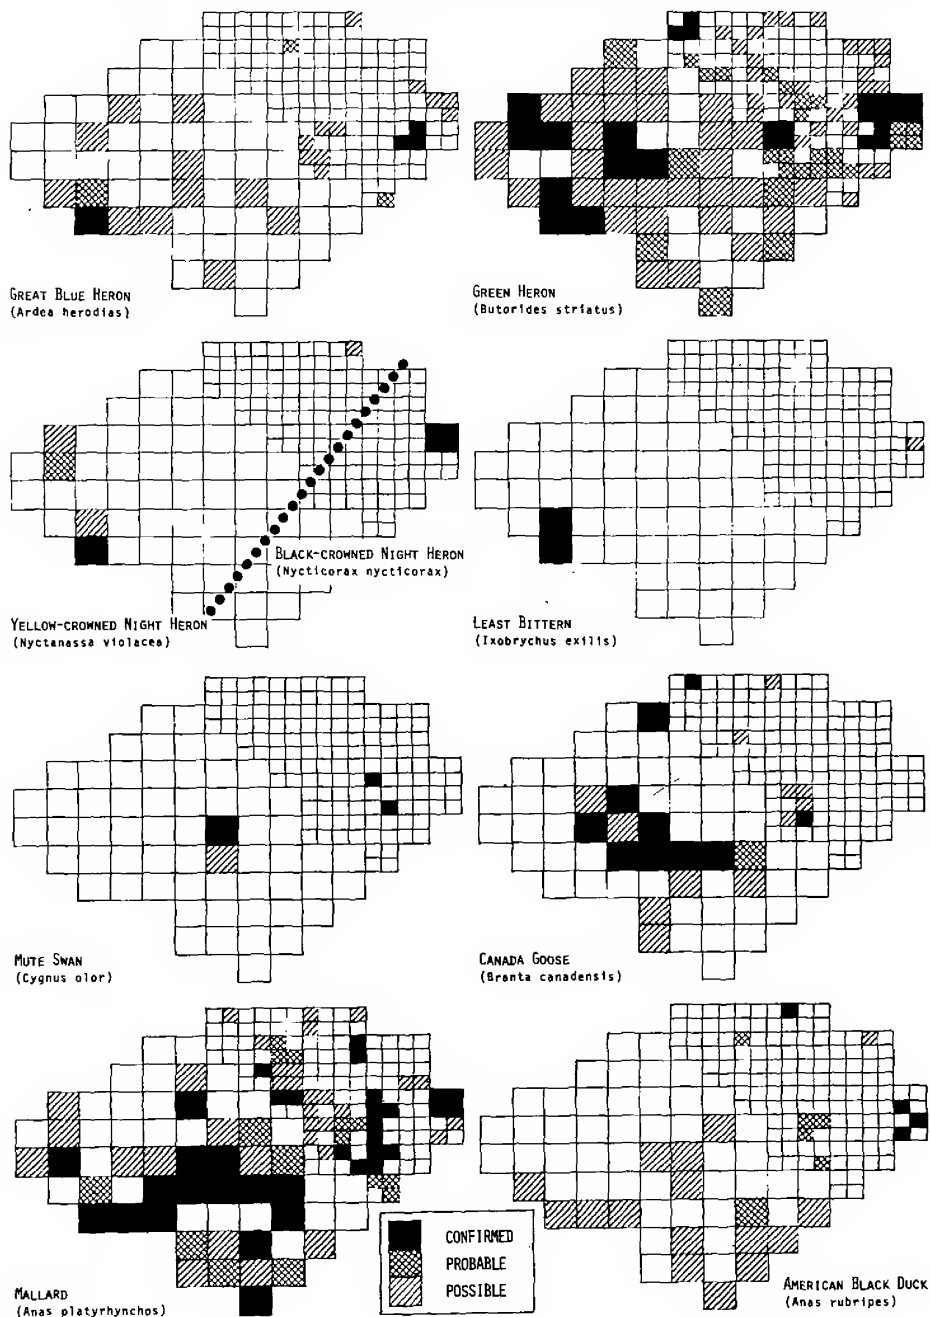 GREAT BLUE HERON
(Ardea herodias)
GREEN HERON
(Butorides striatus)
BLACK-CROWNED NIGHT HERON
(Nycticorax nycticorax)
YELLOW-CROWNED NIGHT HERON
(Nyctanassa violacea)
LEAST BITTERN
(Ixobrychus exilis)
MUTE SWAN
(Cygnus olor)
CANADA GOOSE
(Branta canadensis)
CONFIRMED
PROBABLE
POSSIBLE
MALLARD
(Anas platyrhynchos)
AMERICAN BLACK DUCK
(Anas rubripes)